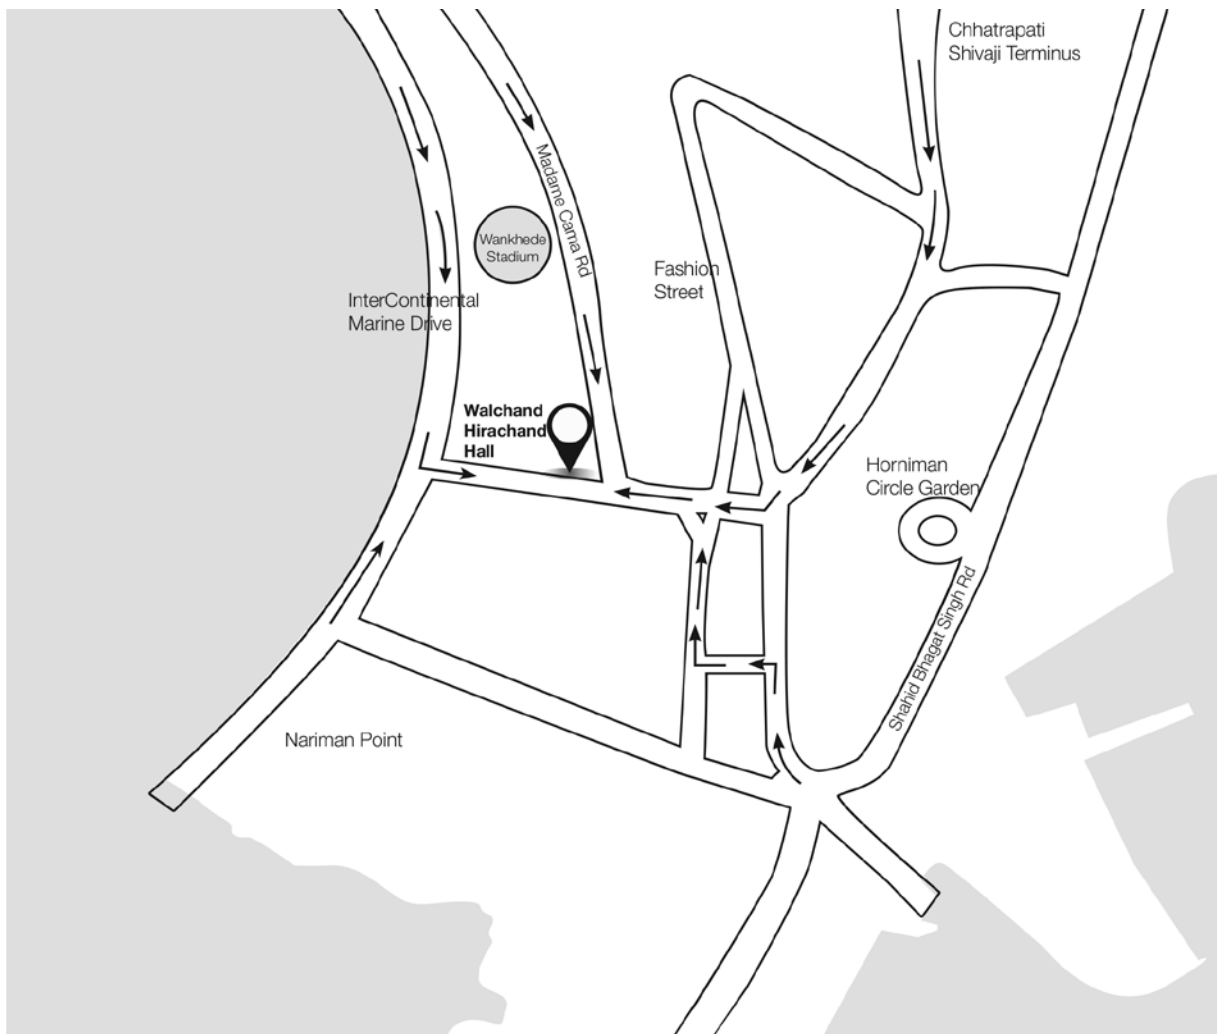 Chhatrapati
Shivaji Terminus
Madame Cama Rd
Wankhede
Stadium
Fashion
Street
InterContinental
Marine Drive
Walchand
Hirachand
Hall
Horniman
Circle Garden
Shahid Bhagat Singh Rd
Nariman Point